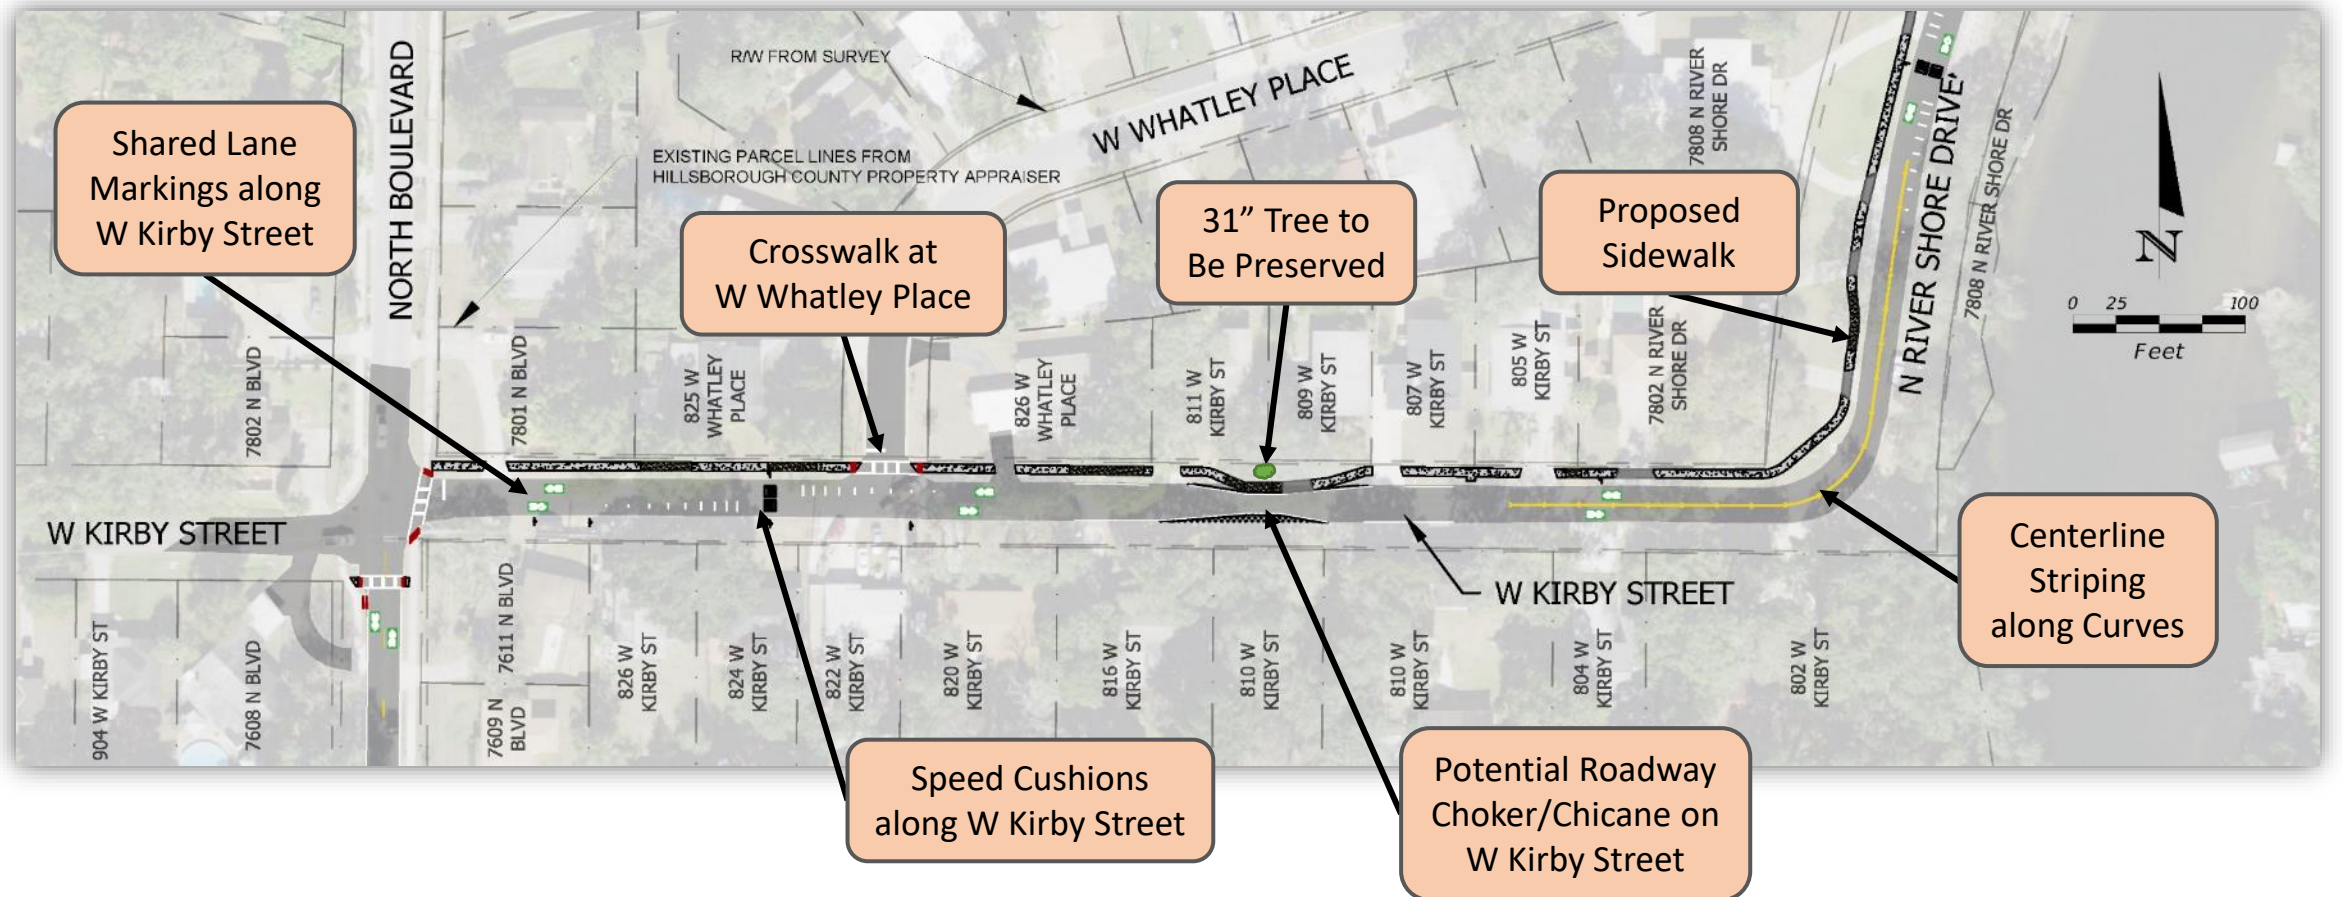 R/W FROM SURVEY
W WHATLEY PLACE
7808 N RIVER
SHORE DR
N RIVER SHORE DRIVE
7808 N RIVER SHORE DR
NORTH BOULEVARD
EXISTING PARCEL LINES FROM
HILLSBOROUGH COUNTY PROPERTY APPRAISER
Shared Lane
Markings along
W Kirby Street
Crosswalk at
W Whatley Place
31” Tree to
Be Preserved
Proposed
Sidewalk
N
0 25 100
Feet
7802 N BLVD
7801 N BLVD
825 W
WHATLEY
PLACE
826 W
WHATLEY
PLACE
811 W
KIRBY ST
809 W
KIRBY ST
807 W
KIRBY ST
805 W
KIRBY ST
7802 N RIVER
SHORE DR
W KIRBY STREET
W KIRBY STREET
Centerline
Striping
along Curves
904 W KIRBY ST
7608 N BLVD
7611 N BLVD
7609 N
BLVD
826 W
KIRBY ST
824 W
KIRBY ST
822 W
KIRBY ST
820 W
KIRBY ST
816 W
KIRBY ST
810 W
KIRBY ST
810 W
KIRBY ST
804 W
KIRBY ST
802 W
KIRBY ST
Speed Cushions
along W Kirby Street
Potential Roadway
Choker/Chicane on
W Kirby Street